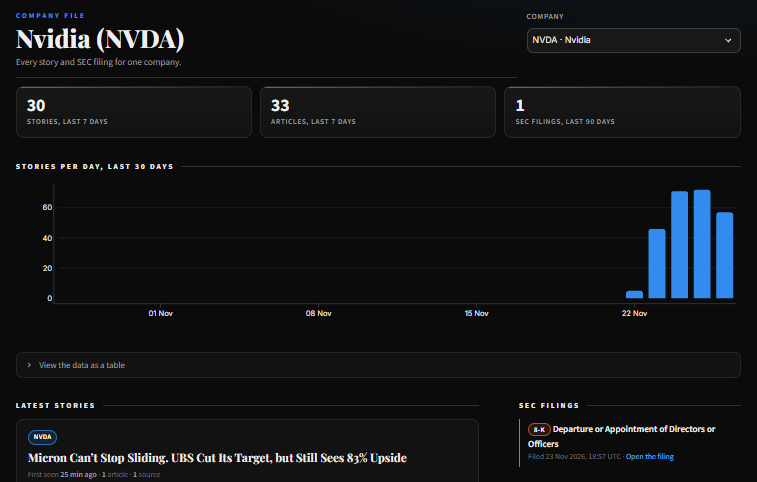 COMPANY FILE
Nvidia (NVDA)
Every story and SEC filing for one company.
COMPANY
NVDA · Nvidia
30
STORIES, LAST 7 DAYS
33
ARTICLES, LAST 7 DAYS
1
SEC FILINGS, LAST 90 DAYS
STORIES PER DAY, LAST 30 DAYS
60
40
20
0
01 Nov
08 Nov
15 Nov
22 Nov
View the data as a table
LATEST STORIES
NVDA
Micron Can't Stop Sliding. UBS Cut Its Target, but Still Sees 83% Upside
First seen 25 min ago · 1 article · 1 source
SEC FILINGS
8-K Departure or Appointment of Directors or
Officers
Filed 23 Nov 2026, 18:57 UTC · Open the filing